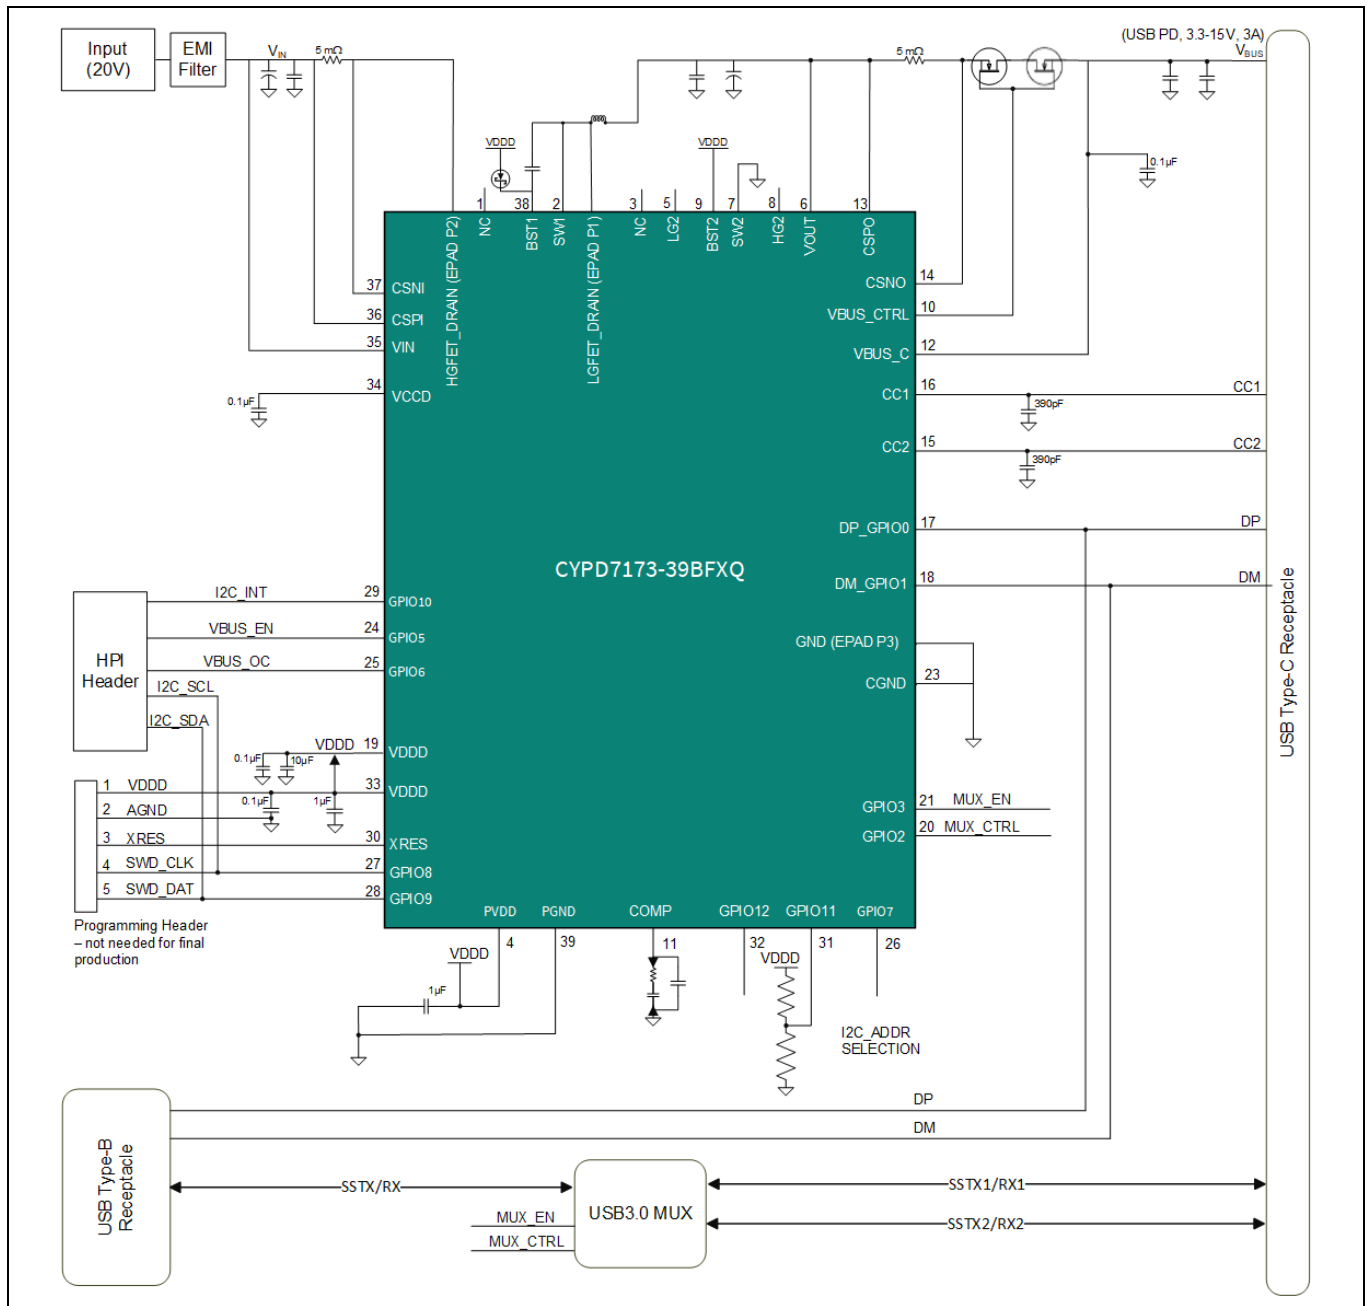 Input
(20V)
EMI
Filter
VIN
5 mΩ
5 mΩ
(USB PD, 3.3-15V, 3A)
VBUS
VDDD
VDDD
0.1µF
1
38
2
3
5
9
7
8
6
13
NC
BST1
SW1
NC
LG2
BST2
SW2
HG2
VOUT
CSPO
HGFET_DRAIN (EPAD P2)
LGFET_DRAIN (EPAD P1)
37
CSNI
36
CSPI
35
VIN
34
VCCD
0.1µF
CSNO
14
VBUS_CTRL
10
VBUS_C
12
CC1
16
CC1
390pF
CC2
15
CC2
390pF
DP_GPIO0
17
DP
DM_GPIO1
18
DM
CYPD7173-39BFXQ
GND (EPAD P3)
CGND
23
USB Type-C Receptacle
HPI
Header
I2C_INT
29
GPIO10
VBUS_EN
24
GPIO5
VBUS_OC
25
GPIO6
I2C_SCL
I2C_SDA
VDDD
19
VDDD
0.1µF
10µF
1
VDDD
33
VDDD
0.1µF
1µF
2
AGND
3
XRES
30
XRES
4
SWD_CLK
27
GPIO8
5
SWD_DAT
28
GPIO9
Programming Header
– not needed for final
production
GPIO3
21
MUX_EN
GPIO2
20
MUX_CTRL
PVDD
PGND
COMP
GPIO12
GPIO11
GPIO7
4
39
11
32
31
26
VDDD
1µF
VDDD
I2C_ADDR
SELECTION
DP
DM
USB Type-B
Receptacle
SSTX/RX
USB3.0 MUX
MUX_EN
MUX_CTRL
SSTX1/RX1
SSTX2/RX2